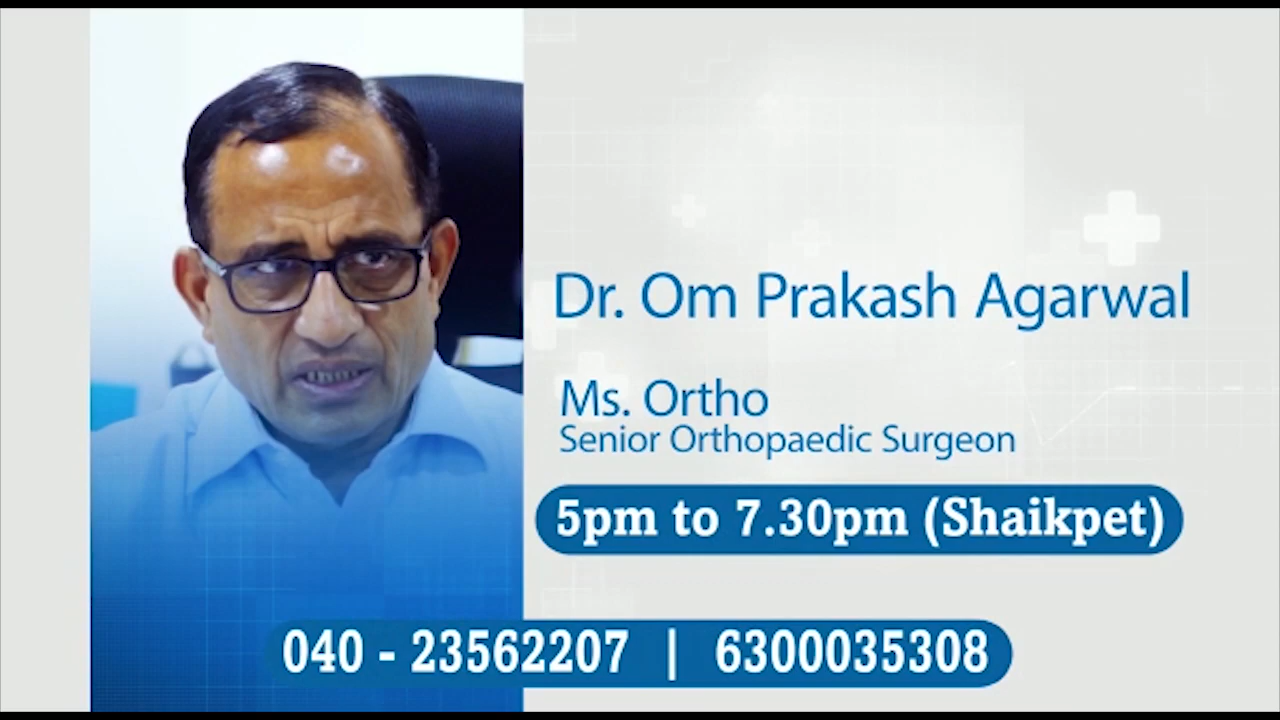 Dr. Om Prakash Agarwal
Ms. Ortho
Senior Orthopaedic Surgeon
5pm to 7.30pm (Shaikpet)
040 - 23562207 | 6300035308